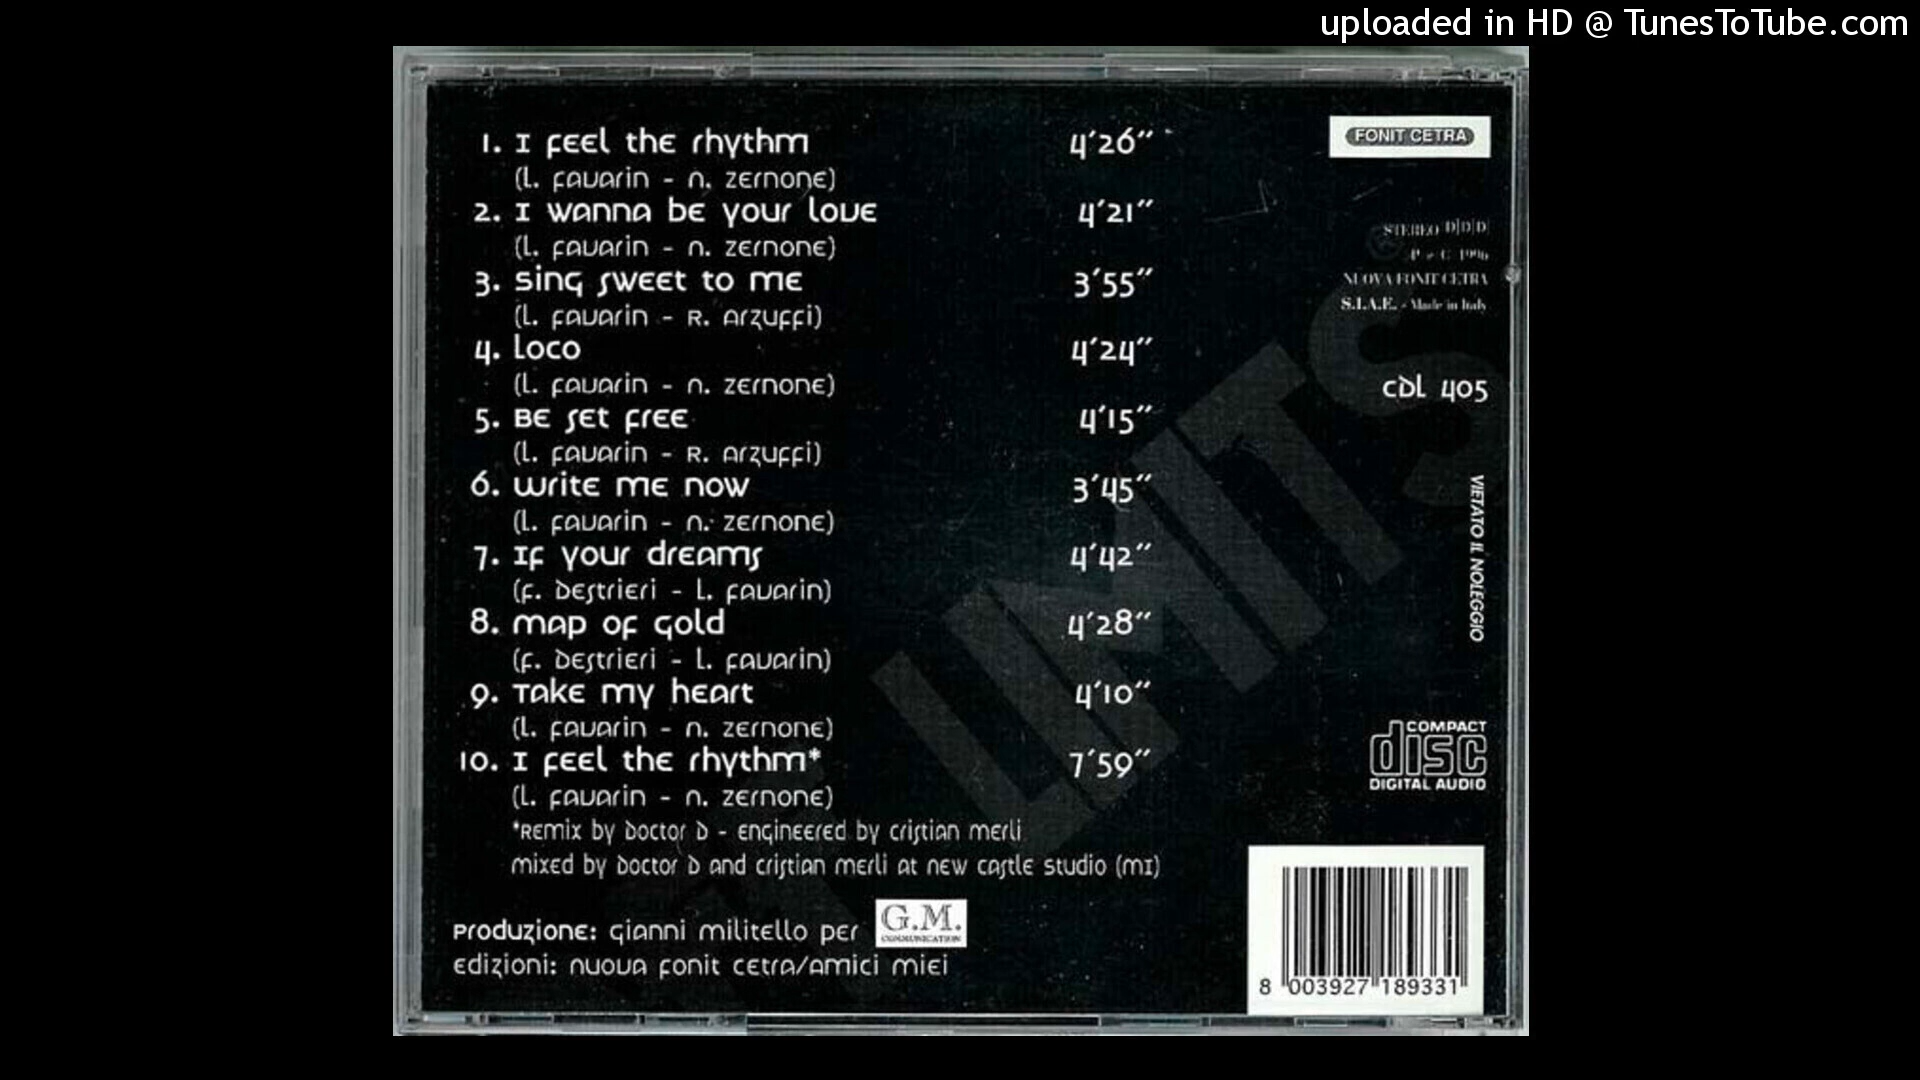 uploaded in HD @ TunesToTube.com
1. I feel the rhythm 4'26"
(l. favarin - n. zernone)
2. I wanna be your love 4'21"
(l. favarin - n. zernone)
3. sing sweet to me 3'55"
(l. favarin - R. Arzuffi)
4. loco 4'24"
(l. favarin - n. zernone)
5. Be set free 4'15"
(l. favarin - R. Arzuffi)
6. write me now 3'45"
(l. favarin - n. zernone)
7. If your dreams 4'42"
(f. Destrieri - l. favarin)
8. map of gold 4'28"
(f. Destrieri - l. favarin)
9. Take my heart 4'10"
(l. favarin - n. zernone)
10. I feel the rhythm* 7'59"
(l. favarin - n. zernone)
*Remix by Doctor D - engineered by cristian merli
mixed by Doctor D and cristian merli at new castle studio (MI)
Produzione: gianni militello per G.M. COMMUNICATION
Edizioni: nuova fonit cetra/Amici miei
FONIT CETRA
STEREO D|D|D
P e C 1996
NUOVA FONIT CETRA
S.I.A.E. - Made in Italy
CDL 405
LIMITS
VIETATO IL NOLEGGIO
COMPACT
disc
DIGITAL AUDIO
8 003927 189331